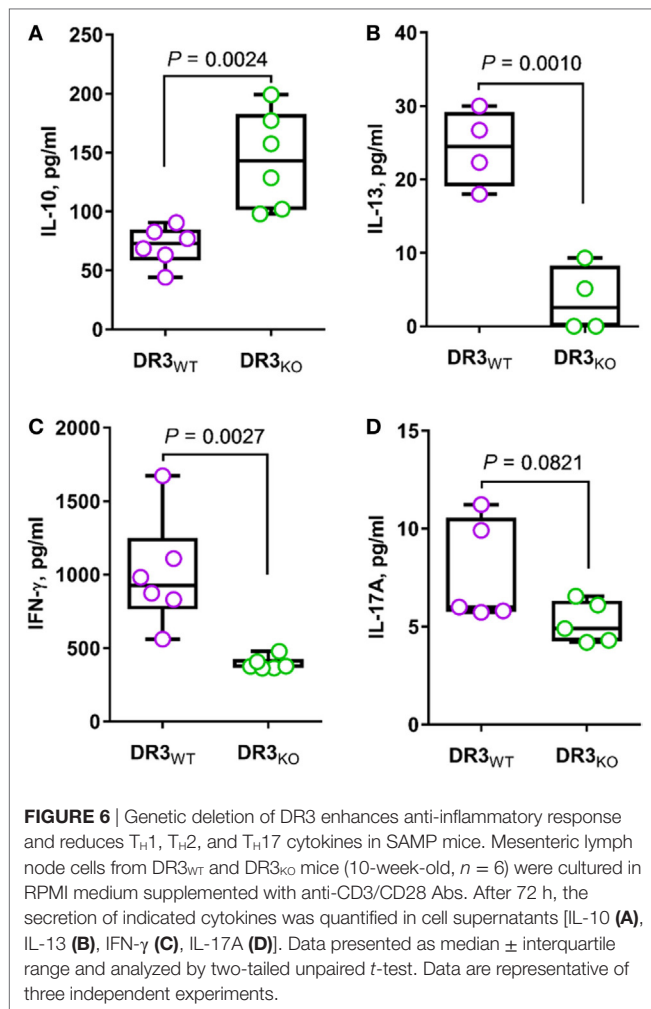 A
P = 0.0024
IL-10, pg/ml
200
150
100
50
0
DR3WT DR3KO
B
P = 0.0010
IL-13, pg/ml
40
30
20
10
0
DR3WT DR3KO
C
P = 0.0027
IFN-γ, pg/ml
2000
1500
1000
500
0
DR3WT DR3KO
D
P = 0.0821
IL-17A, pg/ml
15
10
5
0
DR3WT DR3KO
FIGURE 6 | Genetic deletion of DR3 enhances anti-inflammatory response
and reduces TH1, TH2, and TH17 cytokines in SAMP mice. Mesenteric lymph
node cells from DR3WT and DR3KO mice (10-week-old, n = 6) were cultured in
RPMI medium supplemented with anti-CD3/CD28 Abs. After 72 h, the
secretion of indicated cytokines was quantified in cell supernatants [IL-10 (A),
IL-13 (B), IFN-γ (C), IL-17A (D)]. Data presented as median ± interquartile
range and analyzed by two-tailed unpaired t-test. Data are representative of
three independent experiments.
250